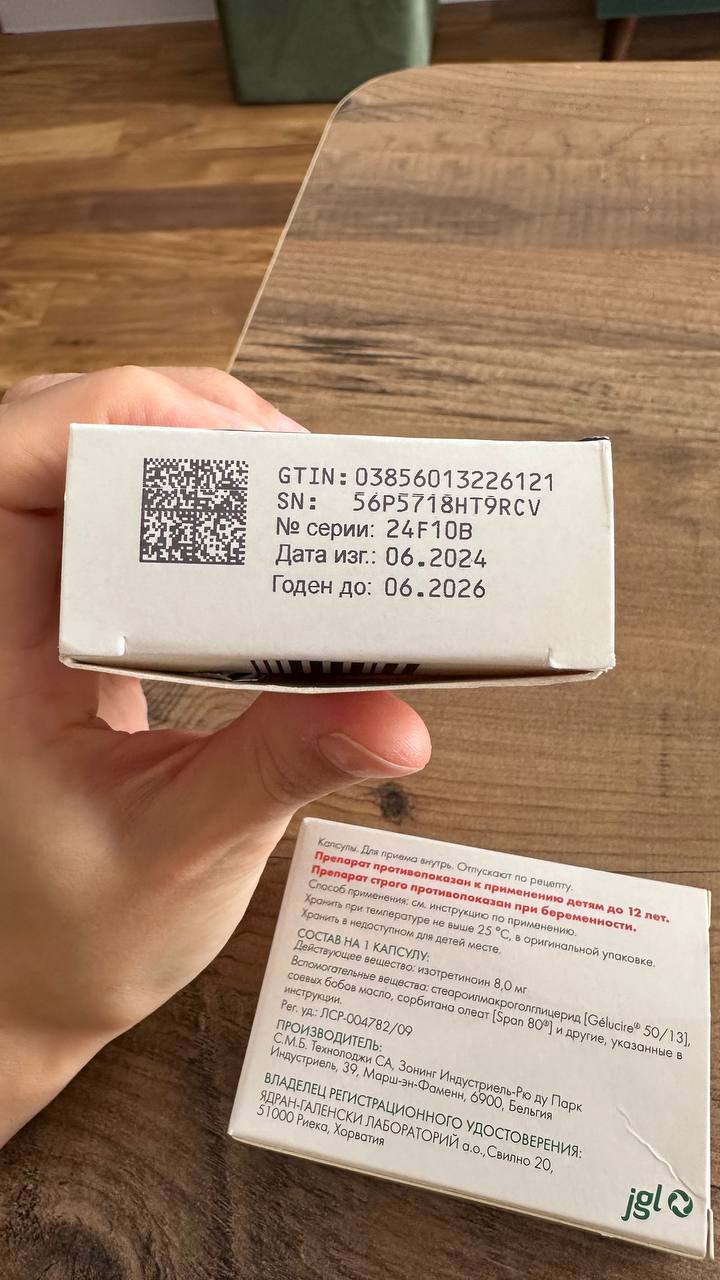 GTIN: 03856013226121
SN: 56P5718HT9RCV
№ серии: 24F10B
Дата изг.: 06.2024
Годен до: 06.2026
Капсулы. Для приема внутрь. Отпускают по рецепту.
Препарат противопоказан к применению детям до 12 лет.
Препарат строго противопоказан при беременности.
Способ применения: см. инструкцию по применению.
Хранить при температуре не выше 25 °C, в оригинальной упаковке.
Хранить в недоступном для детей месте.
СОСТАВ НА 1 КАПСУЛУ:
Действующее вещество: изотретиноин 8,0 мг
Вспомогательные вещества: стеароилмакроголглицерид [Gélucire® 50/13],
соевых бобов масло, сорбитана олеат [Span 80®] и другие, указанные в
инструкции.
Рег. уд.: ЛСР-004782/09
ПРОИЗВОДИТЕЛЬ:
С.М.Б. Технолоджи СА, Зонинг Индустриель-Рю ду Парк
Индустриель, 39, Марш-эн-Фаменн, 6900, Бельгия
ВЛАДЕЛЕЦ РЕГИСТРАЦИОННОГО УДОСТОВЕРЕНИЯ:
ЯДРАН-ГАЛЕНСКИ ЛАБОРАТОРИЙ а.о., Свилно 20,
51000 Риека, Хорватия
jgl